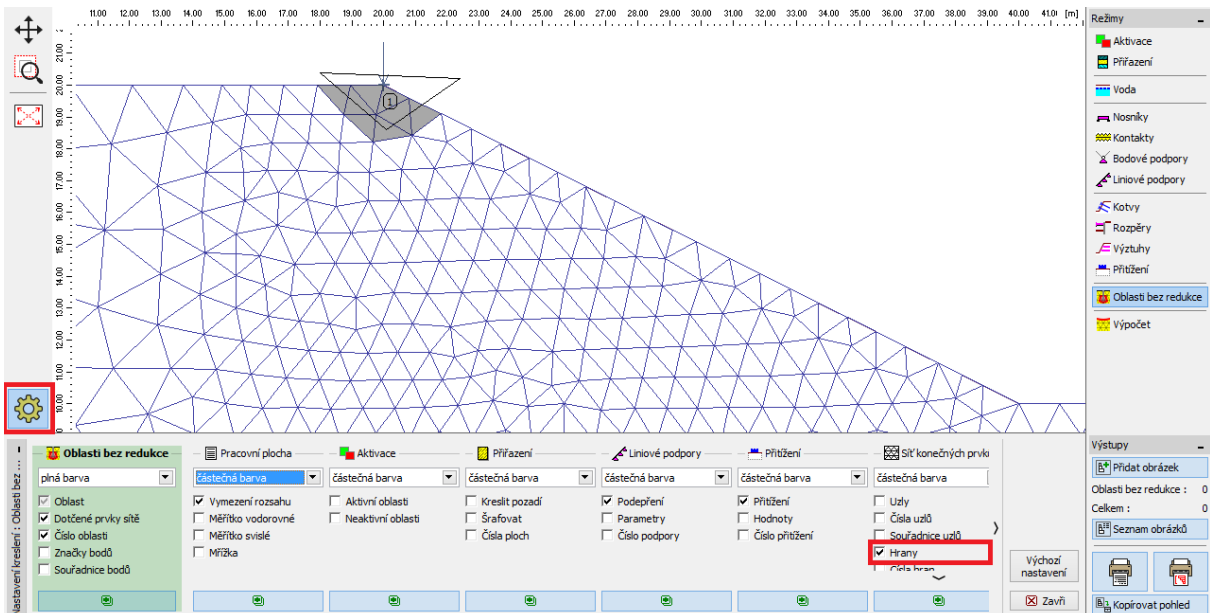 11.00 12.00 13.00 14.00 15.00 16.00 17.00 18.00 19.00 20.00 21.00 22.00 23.00 24.00 25.00 26.00 27.00 28.00 29.00 30.00 31.00 32.00 33.00 34.00 35.00 36.00 37.00 38.00 39.00 40.00 41.0 [m]
21.00
20.00
19.00
18.00
17.00
16.00
15.00
14.00
13.00
12.00
11.00
10.00
1
Režimy
Aktivace
Přiřazení
Voda
Nosníky
Kontakty
Bodové podpory
Liniové podpory
Kotvy
Rozpěry
Výztuhy
Přitížení
Oblasti bez redukce
Výpočet
Nastavení kreslení : Oblasti bez ...
Oblasti bez redukce
plná barva
Oblast
Dotčené prvky sítě
Číslo oblasti
Značky bodů
Souřadnice bodů
Pracovní plocha
částečná barva
Vymezení rozsahu
Měřítko vodorovné
Měřítko svislé
Mřížka
Aktivace
částečná barva
Aktivní oblasti
Neaktivní oblasti
Přiřazení
částečná barva
Kreslit pozadí
Šrafovat
Čísla ploch
Liniové podpory
částečná barva
Podepření
Parametry
Číslo podpory
Přitížení
částečná barva
Přitížení
Hodnoty
Číslo přitížení
Síť konečných prvků
částečná barva
Uzly
Čísla uzlů
Souřadnice uzlů
Hrany
Čísla hran
Výchozí
nastavení
Zavři
Výstupy
Přidat obrázek
Oblasti bez redukce : 0
Celkem : 0
Seznam obrázků
Kopírovat pohled